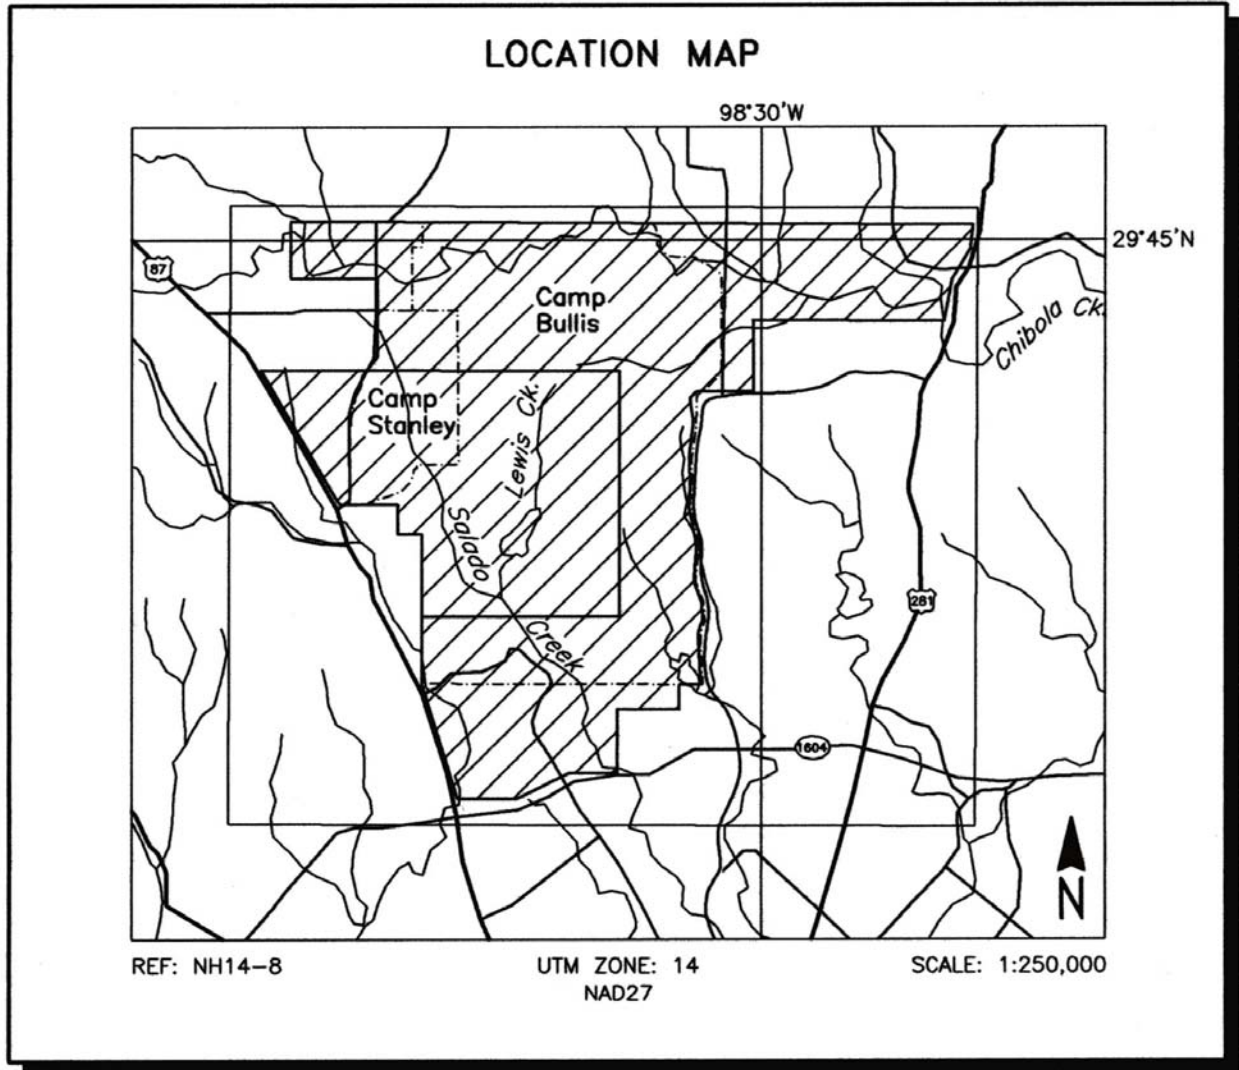 LOCATION MAP
98°30'W
29°45'N
87
Camp
Bullis
Chibola Ck.
Camp
Stanley
Lewis Ck.
Salado
Creek
281
1604
N
REF: NH14-8
UTM ZONE: 14
SCALE: 1:250,000
NAD27